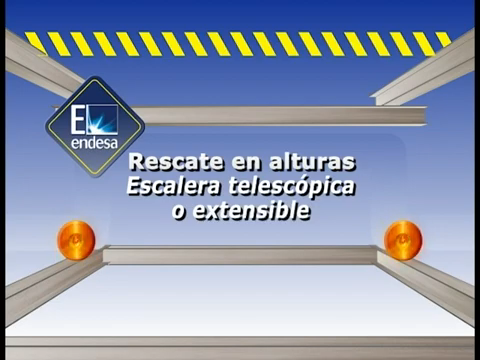 E
endesa
Rescate en alturas
Escalera telescópica
o extensible